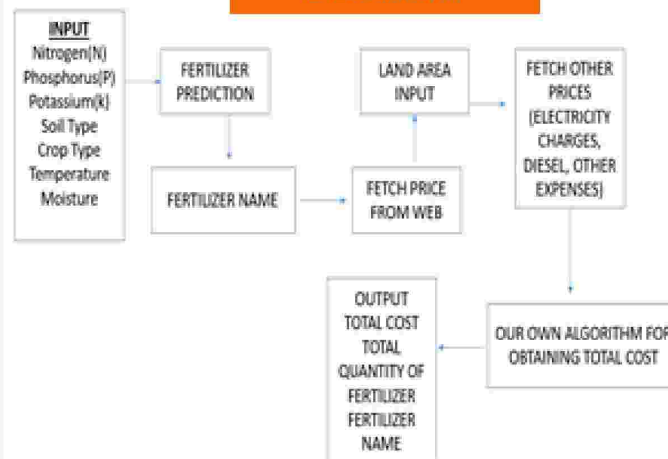 INPUT
Nitrogen(N)
Phosphorus(P)
Potassium(k)
Soil Type
Crop Type
Temperature
Moisture
FERTILIZER
PREDICTION
FERTILIZER NAME
FETCH PRICE
FROM WEB
LAND AREA
INPUT
FETCH OTHER
PRICES
(ELECTRICITY
CHARGES,
DIESEL, OTHER
EXPENSES)
OUR OWN ALGORITHM FOR
OBTAINING TOTAL COST
OUTPUT
TOTAL COST
TOTAL
QUANTITY OF
FERTILIZER
FERTILIZER
NAME